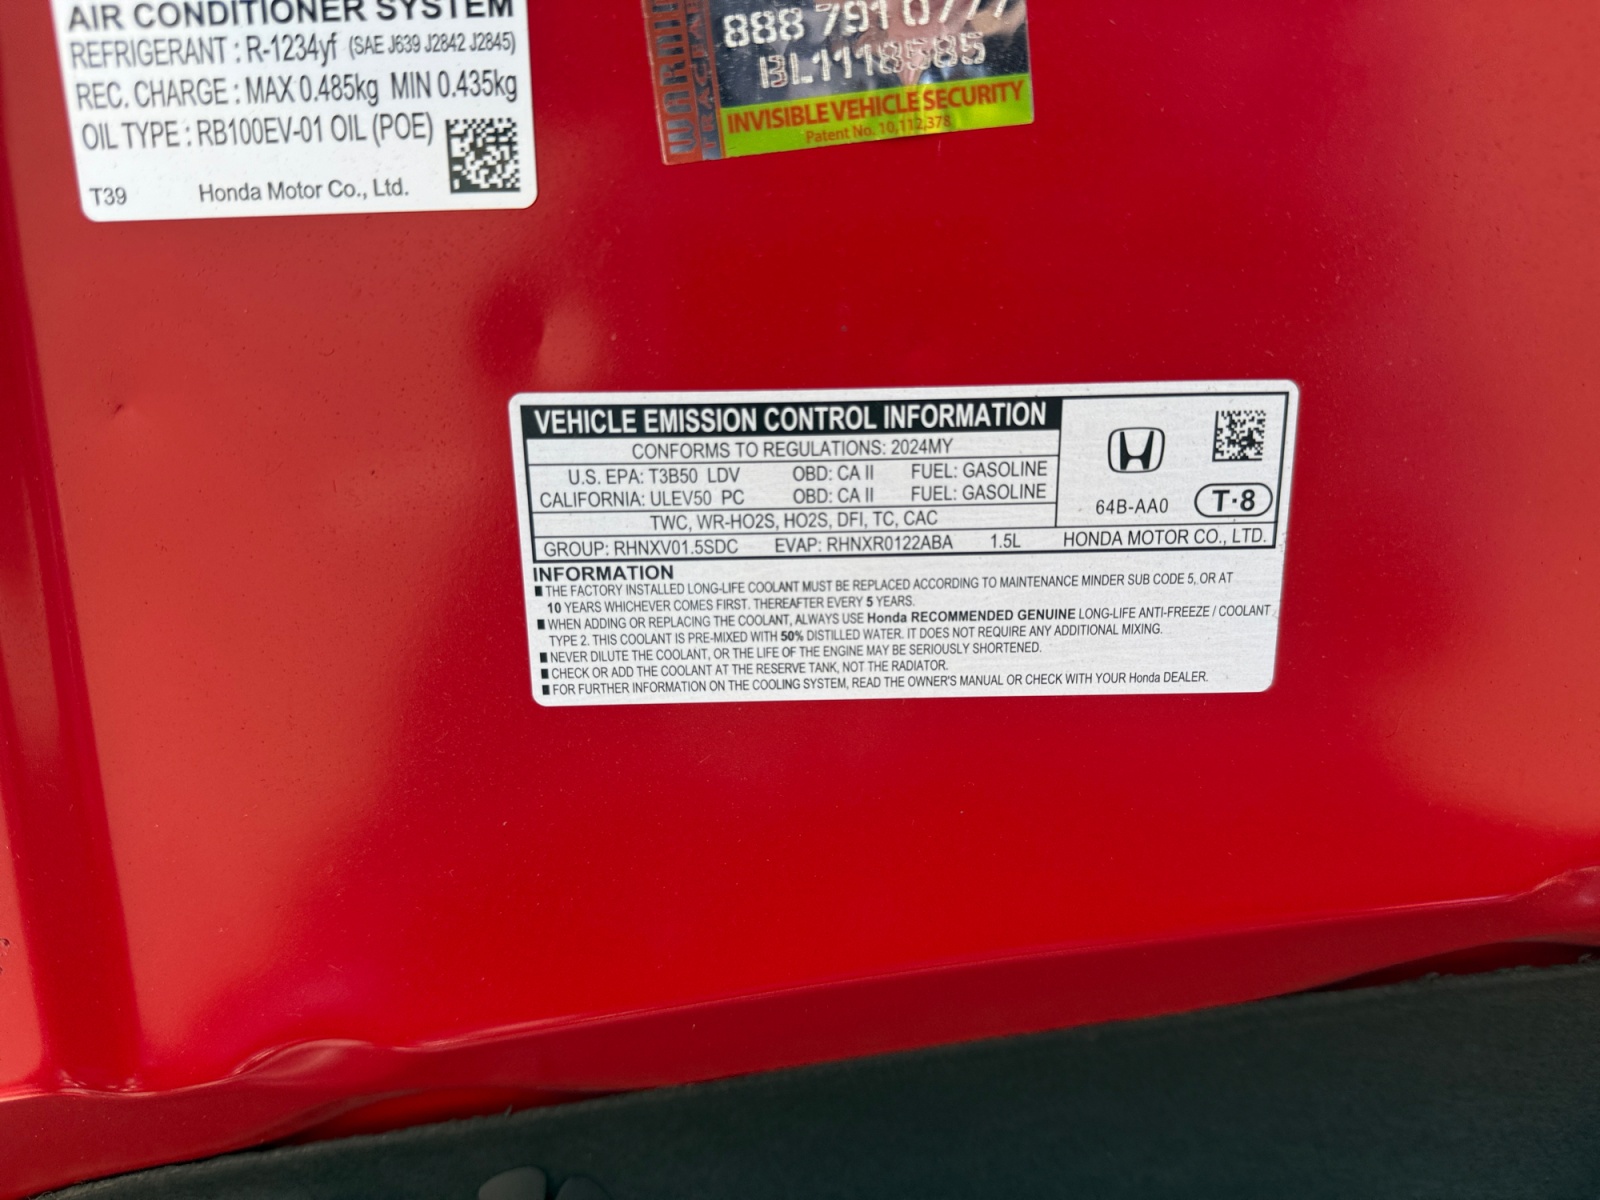 AIR CONDITIONER SYSTEM
REFRIGERANT : R-1234yf (SAE J639 J2842 J2845)
REC. CHARGE : MAX 0.485kg MIN 0.435kg
OIL TYPE : RB100EV-01 OIL (POE)
T39 Honda Motor Co., Ltd.
WARNING
888 791 0777
BL1118585
INVISIBLE VEHICLE SECURITY
Patent No. 10,112,378
VEHICLE EMISSION CONTROL INFORMATION
CONFORMS TO REGULATIONS: 2024MY
U.S. EPA: T3B50 LDV OBD: CA II FUEL: GASOLINE
CALIFORNIA: ULEV50 PC OBD: CA II FUEL: GASOLINE
TWC, WR-HO2S, HO2S, DFI, TC, CAC
GROUP: RHNXV01.5SDC EVAP: RHNXR0122ABA 1.5L
64B-AA0 T·8
HONDA MOTOR CO., LTD.
INFORMATION
■ THE FACTORY INSTALLED LONG-LIFE COOLANT MUST BE REPLACED ACCORDING TO MAINTENANCE MINDER SUB CODE 5, OR AT
10 YEARS WHICHEVER COMES FIRST. THEREAFTER EVERY 5 YEARS.
■ WHEN ADDING OR REPLACING THE COOLANT, ALWAYS USE Honda RECOMMENDED GENUINE LONG-LIFE ANTI-FREEZE / COOLANT
TYPE 2. THIS COOLANT IS PRE-MIXED WITH 50% DISTILLED WATER. IT DOES NOT REQUIRE ANY ADDITIONAL MIXING.
■ NEVER DILUTE THE COOLANT, OR THE LIFE OF THE ENGINE MAY BE SERIOUSLY SHORTENED.
■ CHECK OR ADD THE COOLANT AT THE RESERVE TANK, NOT THE RADIATOR.
■ FOR FURTHER INFORMATION ON THE COOLING SYSTEM, READ THE OWNER'S MANUAL OR CHECK WITH YOUR Honda DEALER.